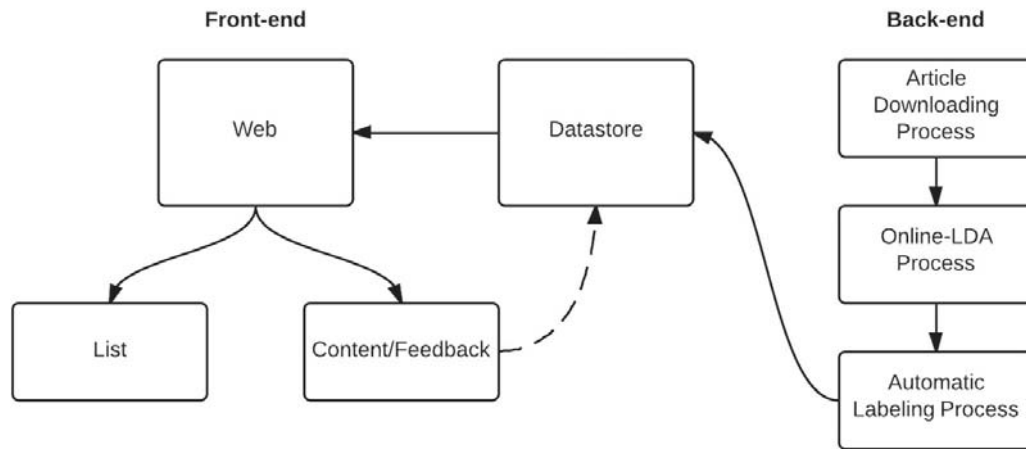 Front-end
Back-end
Web
Datastore
Article
Downloading
Process
Online-LDA
Process
List
Content/Feedback
Automatic
Labeling Process